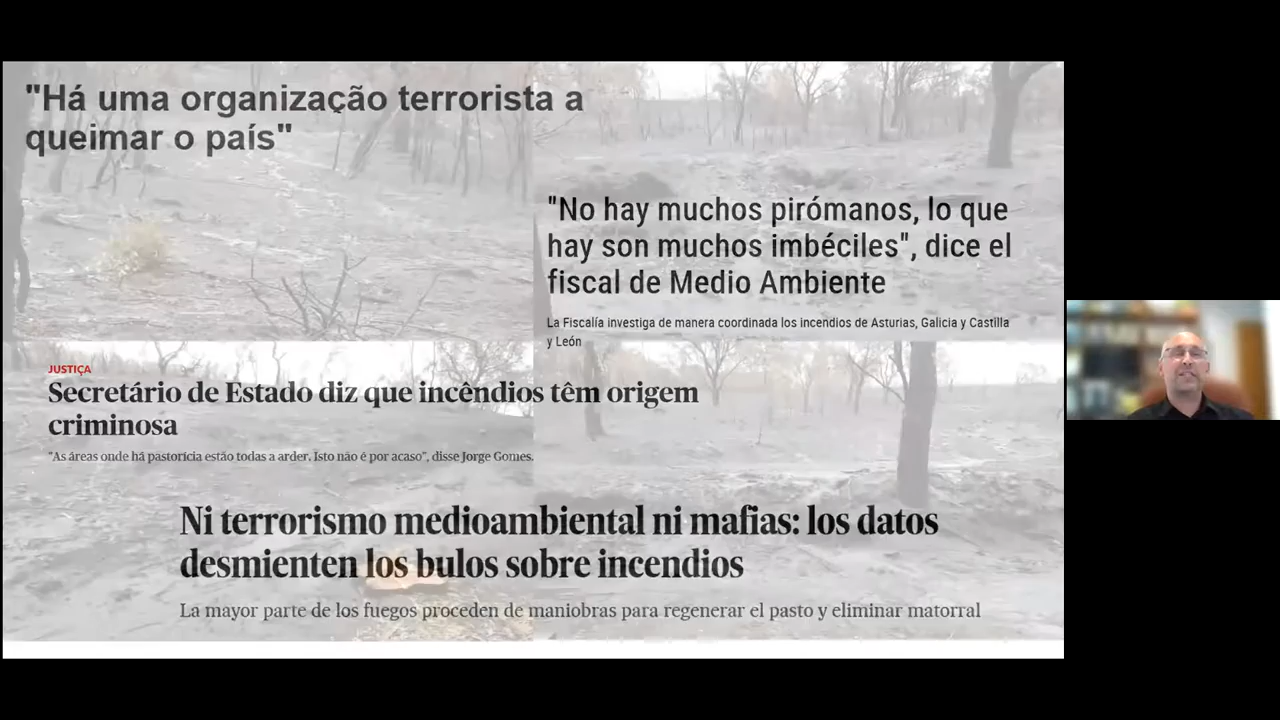 "Há uma organização terrorista a
queimar o país"
"No hay muchos pirómanos, lo que
hay son muchos imbéciles", dice el
fiscal de Medio Ambiente
La Fiscalía investiga de manera coordinada los incendios de Asturias, Galicia y Castilla
y León
JUSTIÇA
Secretário de Estado diz que incêndios têm origem
criminosa
"As áreas onde há pastorícia estão todas a arder. Isto não é por acaso", disse Jorge Gomes.
Ni terrorismo medioambiental ni mafias: los datos
desmienten los bulos sobre incendios
La mayor parte de los fuegos proceden de maniobras para regenerar el pasto y eliminar matorral